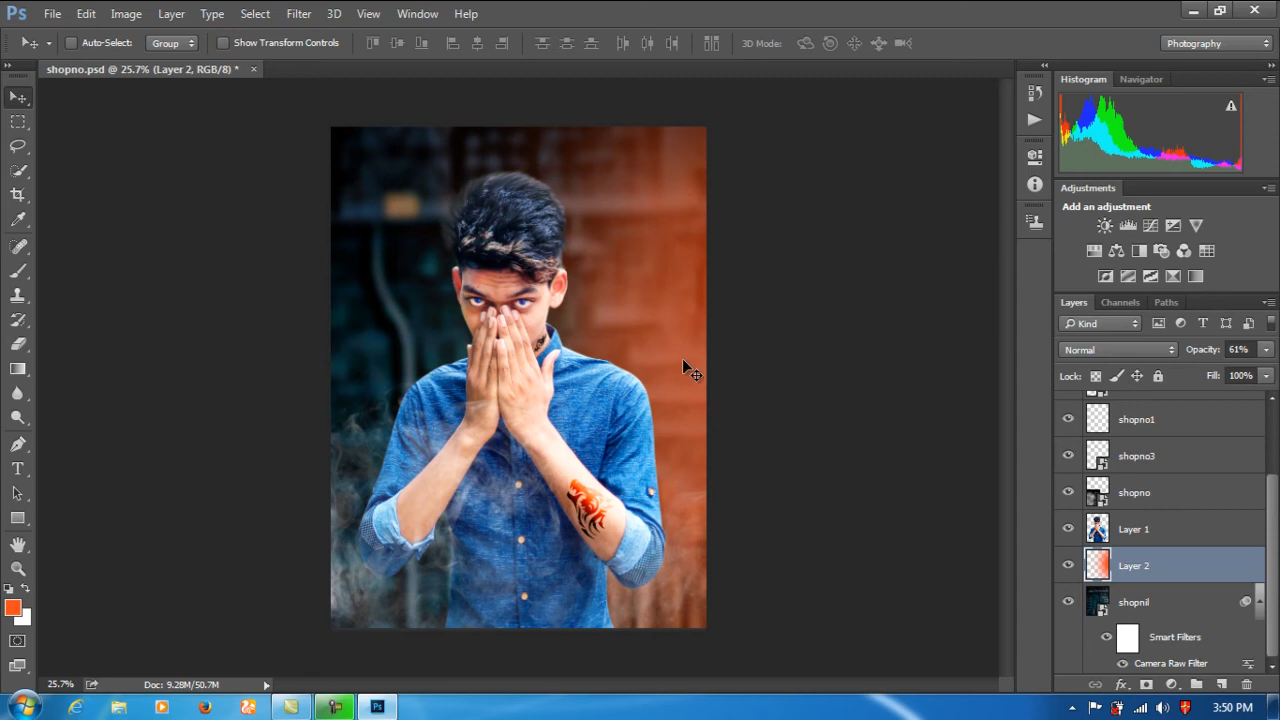 Ps File Edit Image Layer Type Select Filter 3D View Window Help
Auto-Select: Group Show Transform Controls 3D Mode: Photography
shopno.psd @ 25.7% (Layer 2, RGB/8) *
Histogram Navigator
Adjustments
Add an adjustment
Layers Channels Paths
Kind
Normal Opacity: 61%
Lock: Fill: 100%
shopno1
shopno3
shopno
Layer 1
Layer 2
shopnil
Smart Filters
Camera Raw Filter
25.7% Doc: 9.28M/50.7M
Ps 3:50 PM